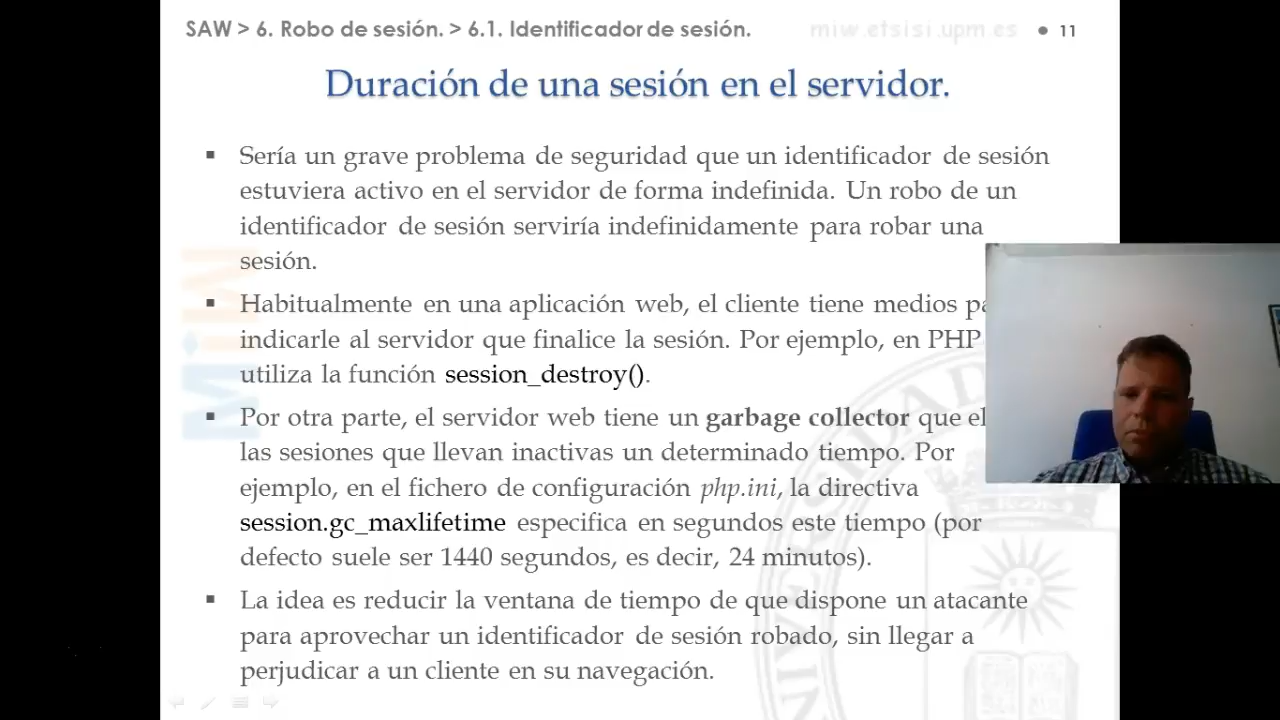 SAW > 6. Robo de sesión. > 6.1. Identificador de sesión.
miw.etsisi.upm.es
11
Duración de una sesión en el servidor.
▪ Sería un grave problema de seguridad que un identificador de sesión
estuviera activo en el servidor de forma indefinida. Un robo de un
identificador de sesión serviría indefinidamente para robar una
sesión.
▪ Habitualmente en una aplicación web, el cliente tiene medios
indicarle al servidor que finalice la sesión. Por ejemplo, en PHP
utiliza la función session_destroy().
▪ Por otra parte, el servidor web tiene un garbage collector que
las sesiones que llevan inactivas un determinado tiempo. Por
ejemplo, en el fichero de configuración php.ini, la directiva
session.gc_maxlifetime especifica en segundos este tiempo (por
defecto suele ser 1440 segundos, es decir, 24 minutos).
▪ La idea es reducir la ventana de tiempo de que dispone un atacante
para aprovechar un identificador de sesión robado, sin llegar a
perjudicar a un cliente en su navegación.
MiW